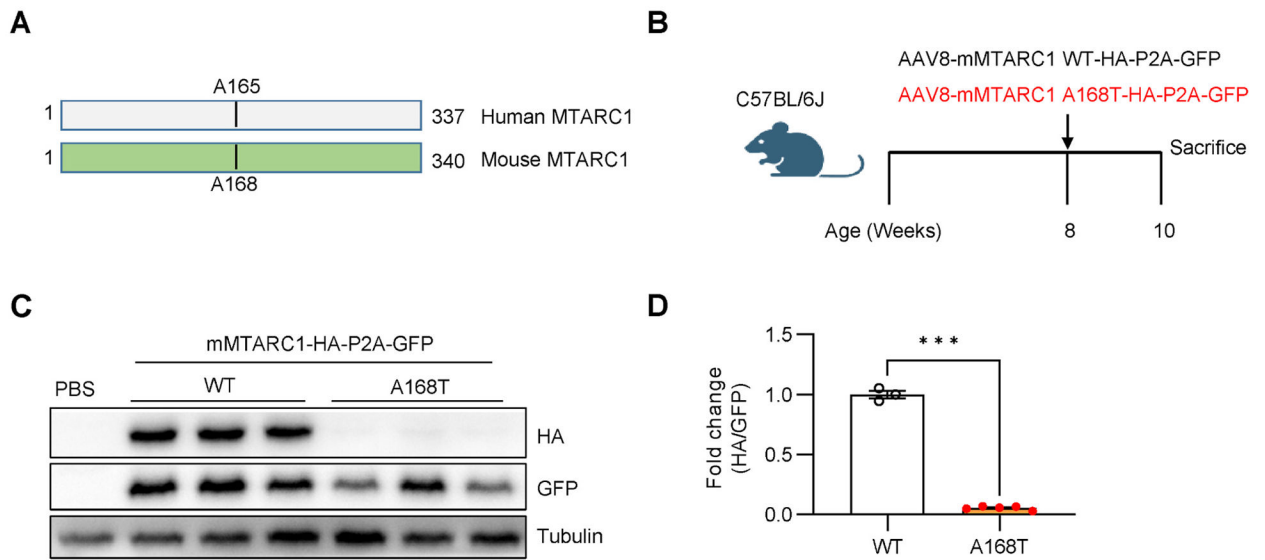 A
A165
1
337 Human MTARC1
1
340 Mouse MTARC1
A168
B
AAV8-mMTARC1 WT-HA-P2A-GFP
AAV8-mMTARC1 A168T-HA-P2A-GFP
C57BL/6J
Sacrifice
Age (Weeks)
8
10
C
mMTARC1-HA-P2A-GFP
PBS
WT
A168T
HA
GFP
Tubulin
D
Fold change
(HA/GFP)
1.5
1.0
0.5
0.0
***
WT
A168T